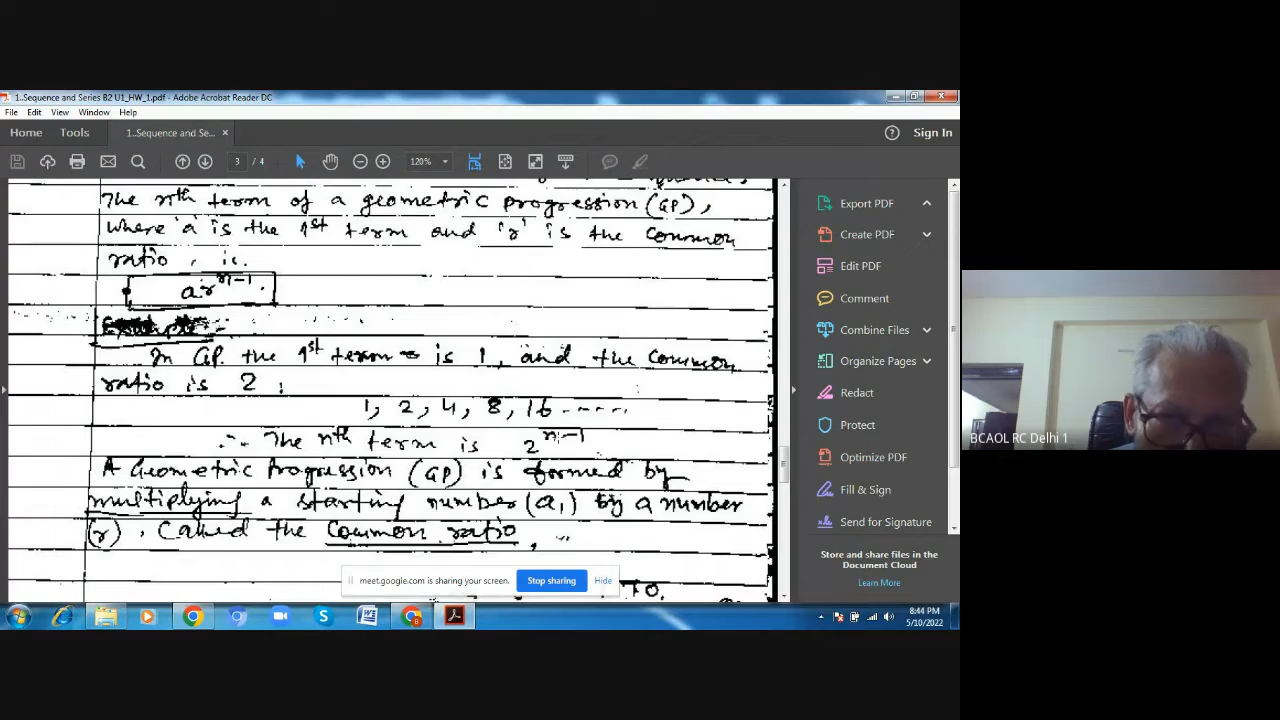 1..Sequence and Series B2 U1_HW_1.pdf - Adobe Acrobat Reader DC
File Edit View Window Help
Home Tools 1..Sequence and Se... × Sign In
3 / 4 120%
The nth term of a geometric progression (GP),
where 'a' is the 1st term and 'r' is the common
ratio, is.
ar^n-1.
In GP the 1st term is 1, and the common
ratio is 2.
1, 2, 4, 8, 16.....
∴ The nth term is 2^n-1
A Geometric Progression (GP) is formed by
multiplying a starting number (a1) by a number
(r), called the common ratio,
meet.google.com is sharing your screen. Stop sharing Hide
Export PDF
Create PDF
Edit PDF
Comment
Combine Files
Organize Pages
Redact
Protect
Optimize PDF
Fill & Sign
Send for Signature
Store and share files in the
Document Cloud
Learn More
8:44 PM
5/10/2022
BCAOL RC Delhi 1